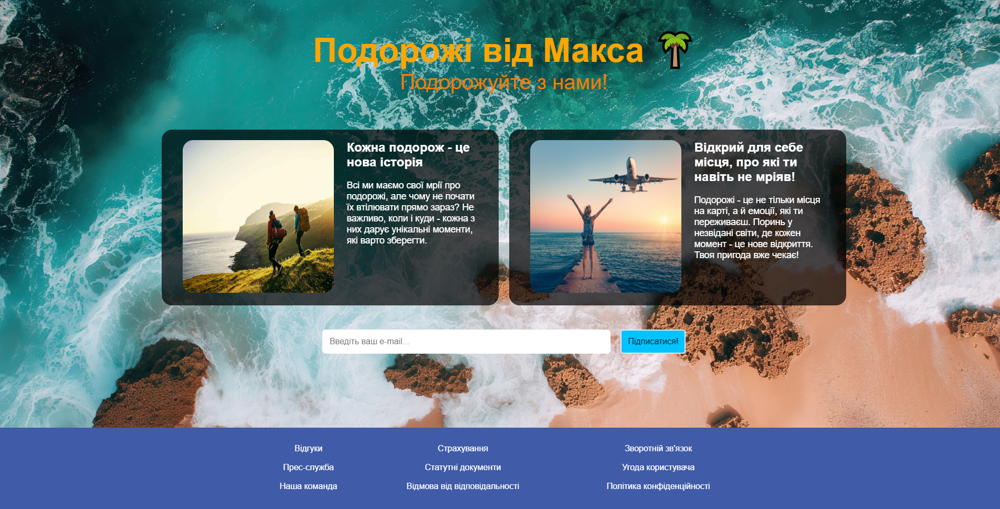 Подорожі від Макса
Подорожуйте з нами!
Кожна подорож - це
нова історія
Всі ми маємо свої мрії про
подорожі, але чому не почати
їх втілювати прямо зараз? Не
важливо, коли і куди - кожна з
них дарує унікальні моменти,
які варто зберегти.
Відкрий для себе
місця, про які ти
навіть не мріяв!
Подорожі - це не тільки місця
на карті, а й емоції, які ти
переживаєш. Поринь у
незвідані світи, де кожен
момент - це нове відкриття.
Твоя пригода вже чекає!
Введіть ваш e-mail...
Підписатися!
Відгуки
Прес-служба
Наша команда
Страхування
Статутні документи
Відмова від відповідальності
Зворотній зв'язок
Угода користувача
Політика конфіденційності